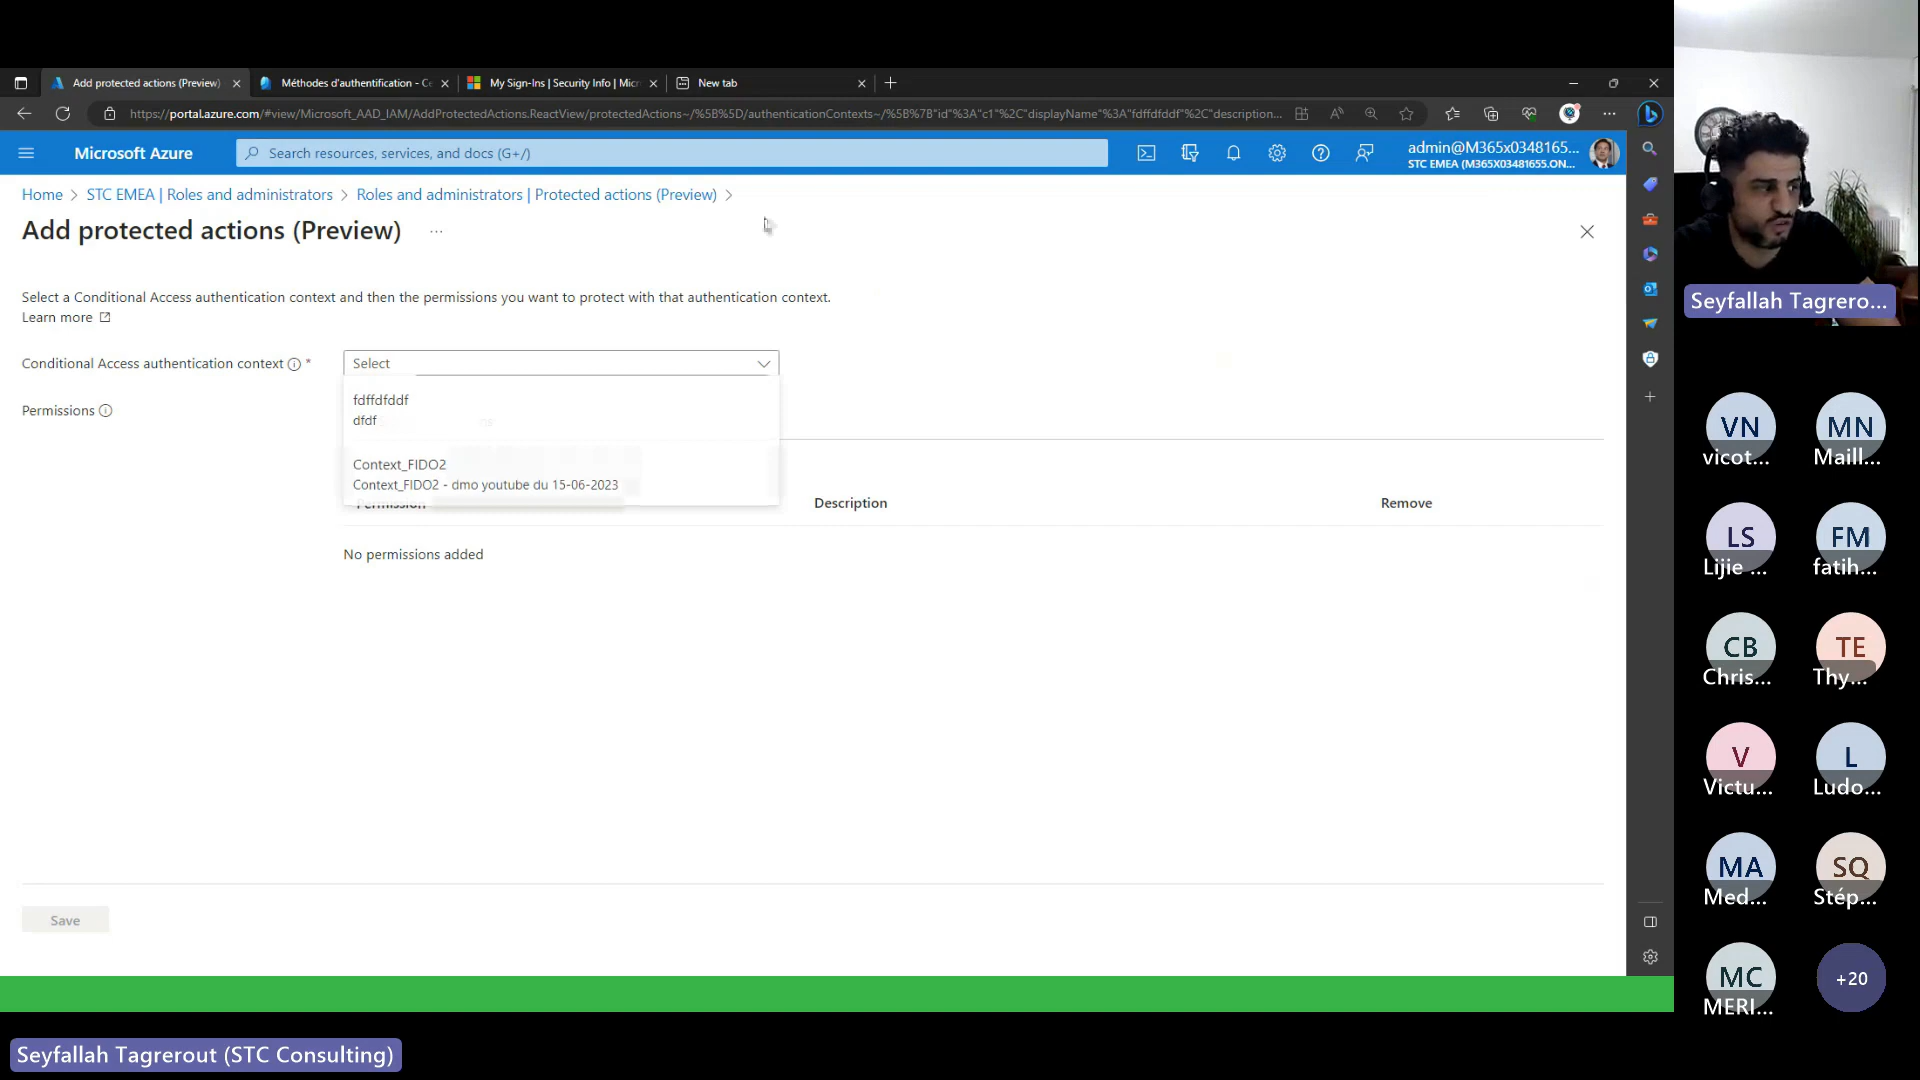 Add protected actions (Preview)
Méthodes d'authentification - Ce
My Sign-Ins | Security Info | Micr
New tab
https://portal.azure.com/#view/Microsoft_AAD_IAM/AddProtectedActions.ReactView/protectedActions~/%5B%5D/authenticationContexts~/%5B%7B"id"%3A"c1"%2C"displayName"%3A"fdffdfddf"%2C"description...
Microsoft Azure
Search resources, services, and docs (G+/)
admin@M365x0348165...
STC EMEA (M365X03481655.ON...
Home > STC EMEA | Roles and administrators > Roles and administrators | Protected actions (Preview) >
Add protected actions (Preview)
...
Select a Conditional Access authentication context and then the permissions you want to protect with that authentication context.
Learn more
Conditional Access authentication context *
Select
fdffdfddf
dfdf
Context_FIDO2
Context_FIDO2 - dmo youtube du 15-06-2023
Permissions
Permission
Description
Remove
No permissions added
Save
Seyfallah Tagrero...
VN
vicot...
MN
Maill...
LS
Lijie ...
FM
fatih...
CB
Chris...
TE
Thy...
V
Victu...
L
Ludo...
MA
Med...
SQ
Stép...
MC
MERI...
+20
Seyfallah Tagrerout (STC Consulting)